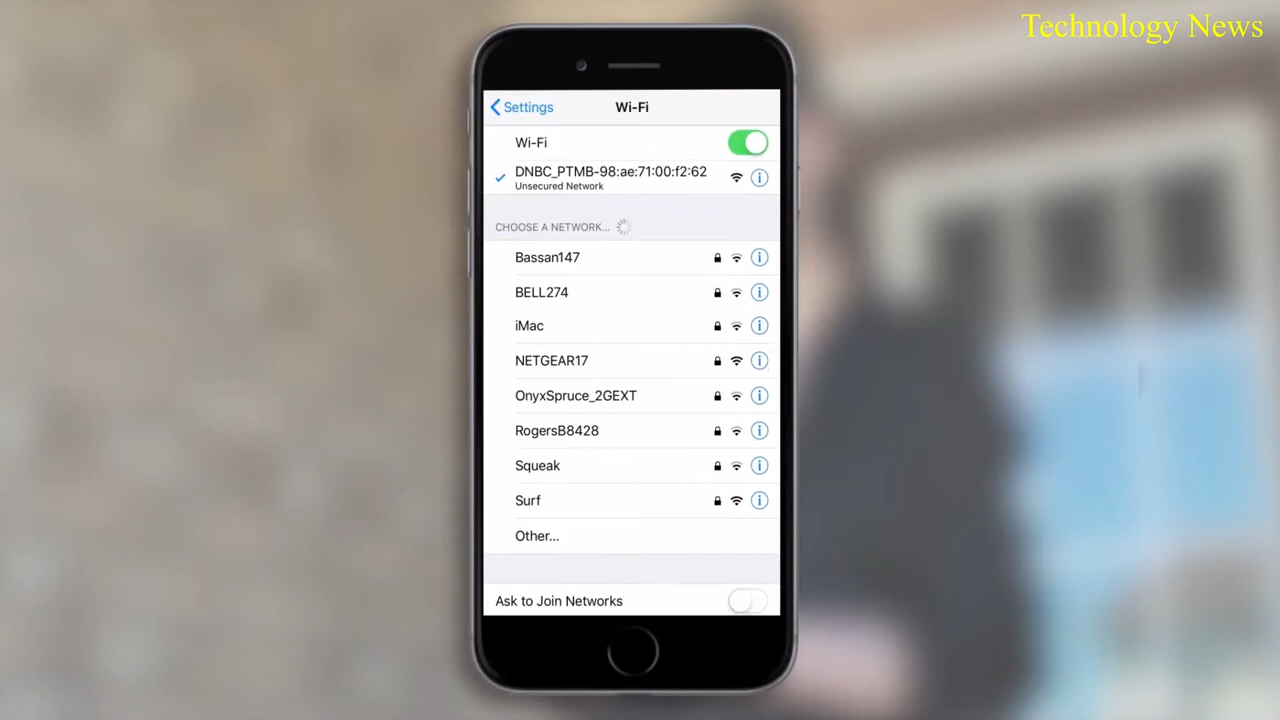 Technology News
Settings
Wi-Fi
Wi-Fi
DNBC_PTMB-98:ae:71:00:f2:62
Unsecured Network
CHOOSE A NETWORK...
Bassan147
BELL274
iMac
NETGEAR17
OnyxSpruce_2GEXT
RogersB8428
Squeak
Surf
Other...
Ask to Join Networks